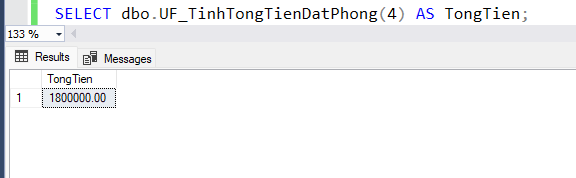 SELECT dbo.UF_TinhTongTienDatPhong(4) AS TongTien;
133 %
Results Messages
TongTien
1 1800000.00